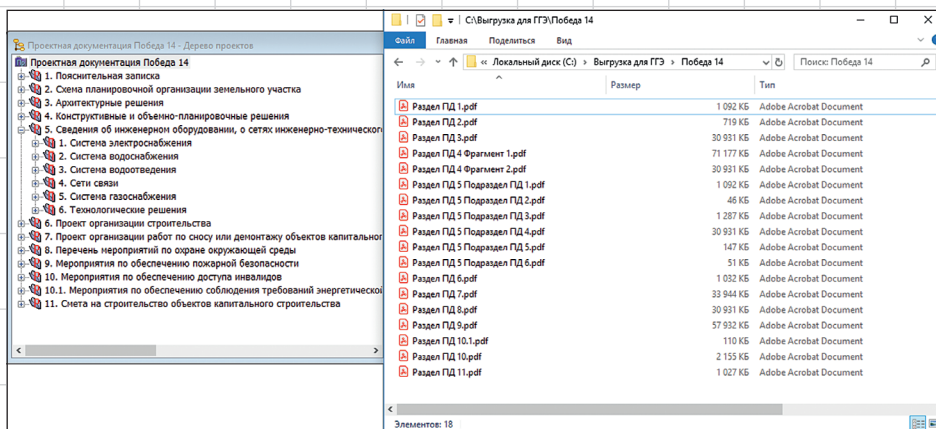 Проектная документация Победа 14 - Дерево проектов
Проектная документация Победа 14
1. Пояснительная записка
2. Схема планировочной организации земельного участка
3. Архитектурные решения
4. Конструктивные и объемно-планировочные решения
5. Сведения об инженерном оборудовании, о сетях инженерно-технического
1. Система электроснабжения
2. Система водоснабжения
3. Система водоотведения
4. Сети связи
5. Система газоснабжения
6. Технологические решения
6. Проект организации строительства
7. Проект организации работ по сносу или демонтажу объектов капитальног
8. Перечень мероприятий по охране окружающей среды
9. Мероприятия по обеспечению пожарной безопасности
10. Мероприятия по обеспечению доступа инвалидов
10.1. Мероприятия по обеспечению соблюдения требований энергетической
11. Смета на строительство объектов капитального строительства
C:\Выгрузка для ГГЭ\Победа 14
Файл Главная Поделиться Вид
« Локальный диск (C:) › Выгрузка для ГГЭ › Победа 14 Поиск: Победа 14
Имя Размер Тип
Раздел ПД 1.pdf 1 092 КБ Adobe Acrobat Document
Раздел ПД 2.pdf 719 КБ Adobe Acrobat Document
Раздел ПД 3.pdf 30 931 КБ Adobe Acrobat Document
Раздел ПД 4 Фрагмент 1.pdf 71 177 КБ Adobe Acrobat Document
Раздел ПД 4 Фрагмент 2.pdf 30 931 КБ Adobe Acrobat Document
Раздел ПД 5 Подраздел ПД 1.pdf 1 092 КБ Adobe Acrobat Document
Раздел ПД 5 Подраздел ПД 2.pdf 46 КБ Adobe Acrobat Document
Раздел ПД 5 Подраздел ПД 3.pdf 1 287 КБ Adobe Acrobat Document
Раздел ПД 5 Подраздел ПД 4.pdf 30 931 КБ Adobe Acrobat Document
Раздел ПД 5 Подраздел ПД 5.pdf 147 КБ Adobe Acrobat Document
Раздел ПД 5 Подраздел ПД 6.pdf 51 КБ Adobe Acrobat Document
Раздел ПД 6.pdf 1 032 КБ Adobe Acrobat Document
Раздел ПД 7.pdf 33 944 КБ Adobe Acrobat Document
Раздел ПД 8.pdf 30 931 КБ Adobe Acrobat Document
Раздел ПД 9.pdf 57 932 КБ Adobe Acrobat Document
Раздел ПД 10.1.pdf 110 КБ Adobe Acrobat Document
Раздел ПД 10.pdf 2 155 КБ Adobe Acrobat Document
Раздел ПД 11.pdf 1 027 КБ Adobe Acrobat Document
Элементов: 18